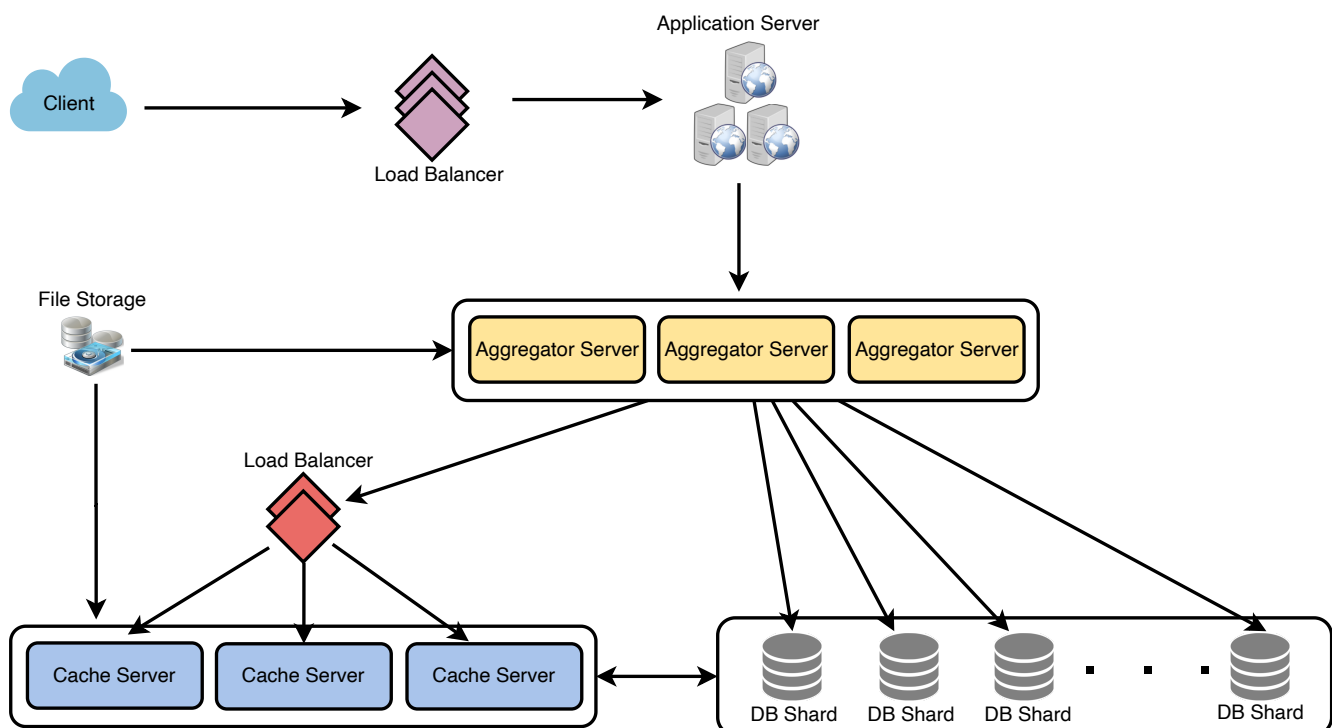 Application Server
Client
Load Balancer
File Storage
Aggregator Server
Aggregator Server
Aggregator Server
Load Balancer
Cache Server
Cache Server
Cache Server
DB Shard
DB Shard
DB Shard
DB Shard